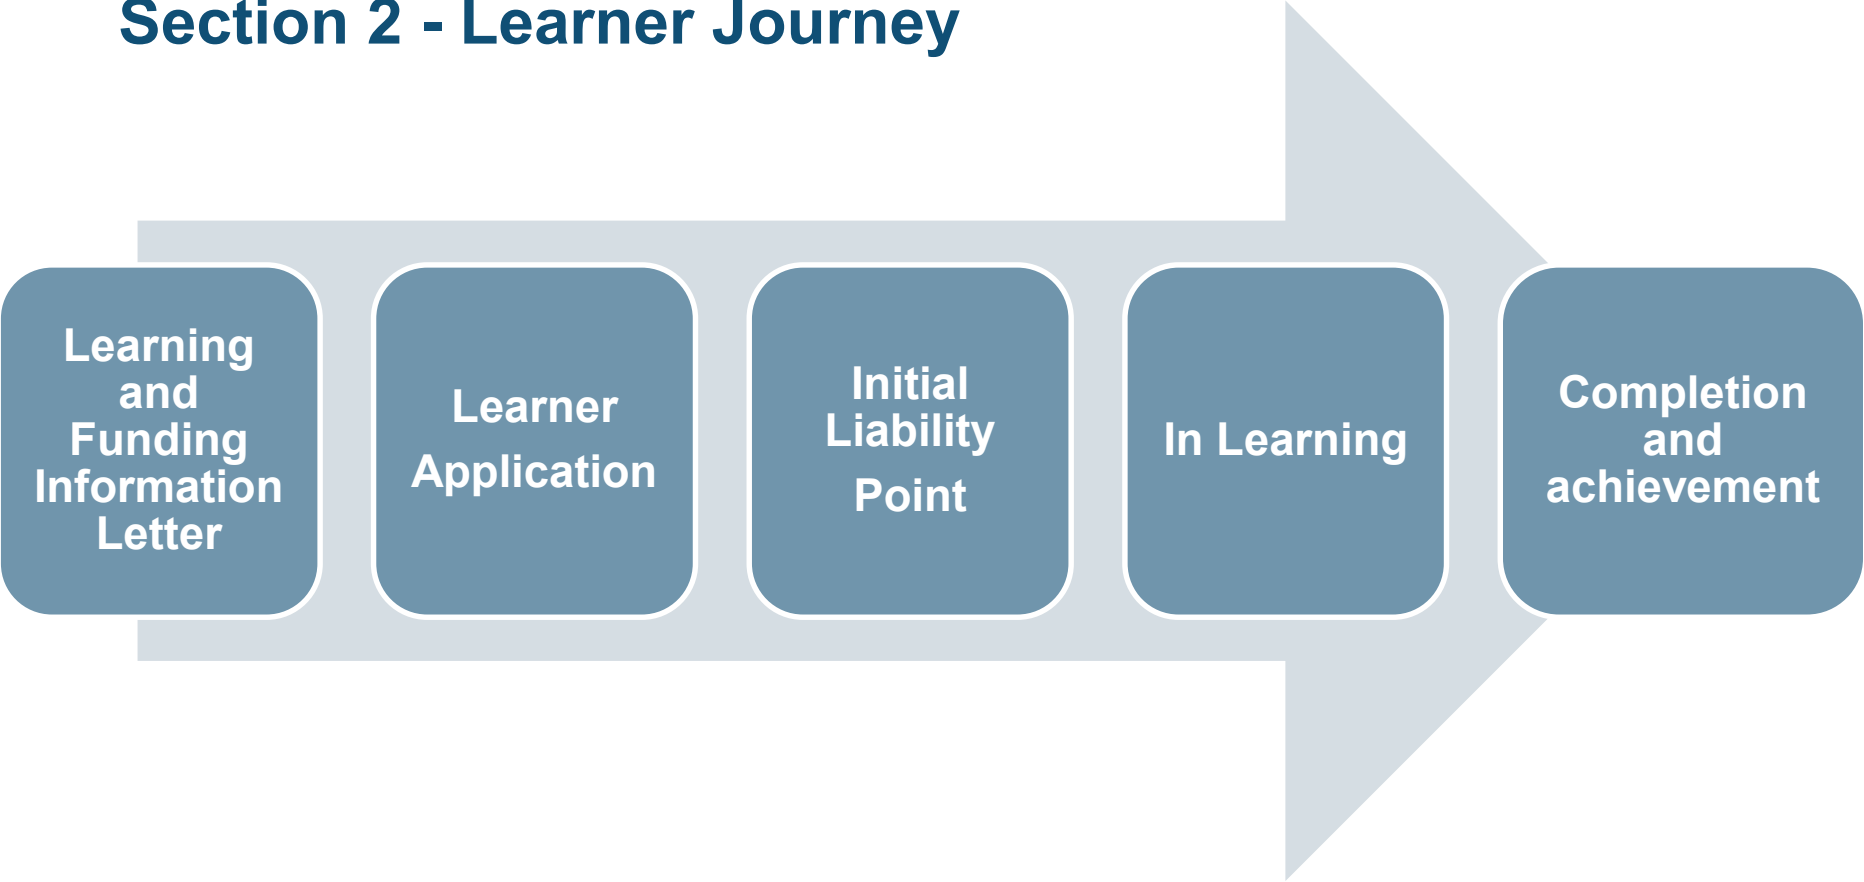 Section 2 - Learner Journey
Learning
and
Funding
Information
Letter
Learner
Application
Initial
Liability
Point
In Learning
Completion
and
achievement